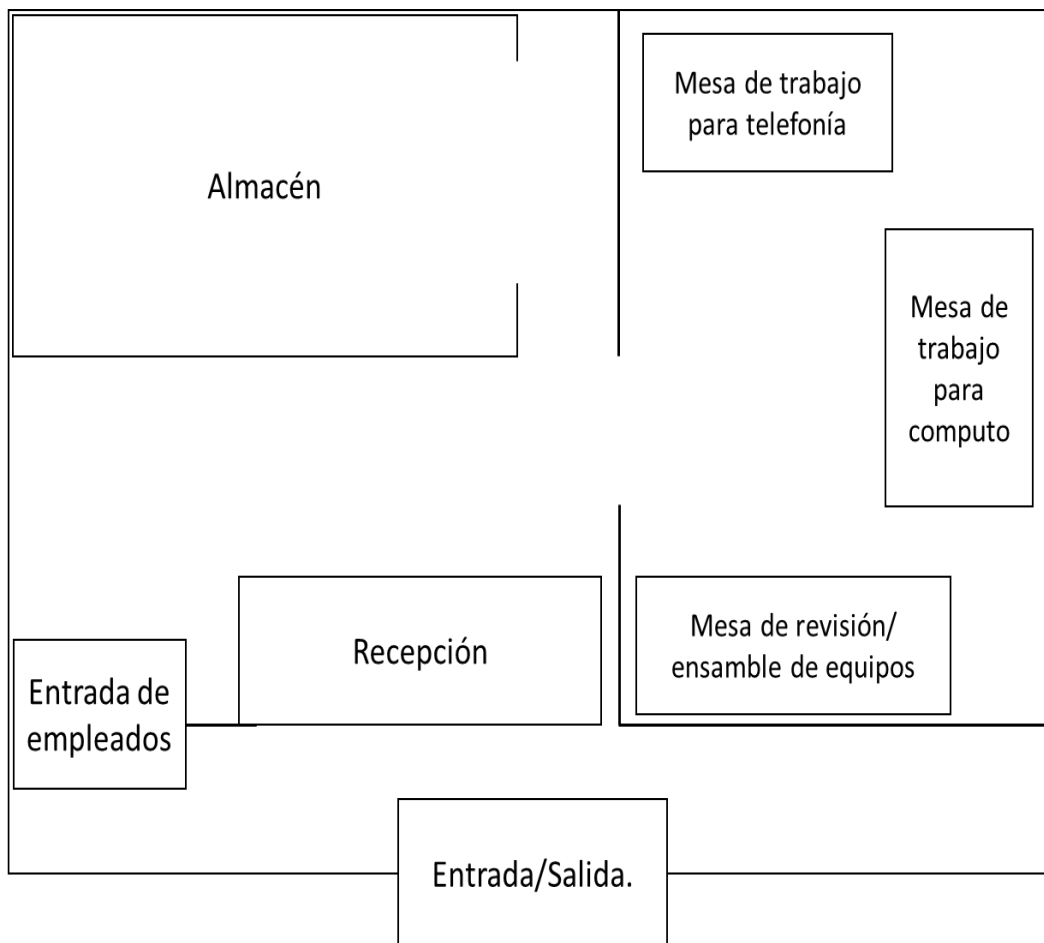 Mesa de trabajo
para telefonía
Almacén
Mesa de
trabajo
para
computo
Recepción
Mesa de revisión/
ensamble de equipos
Entrada de
empleados
Entrada/Salida.